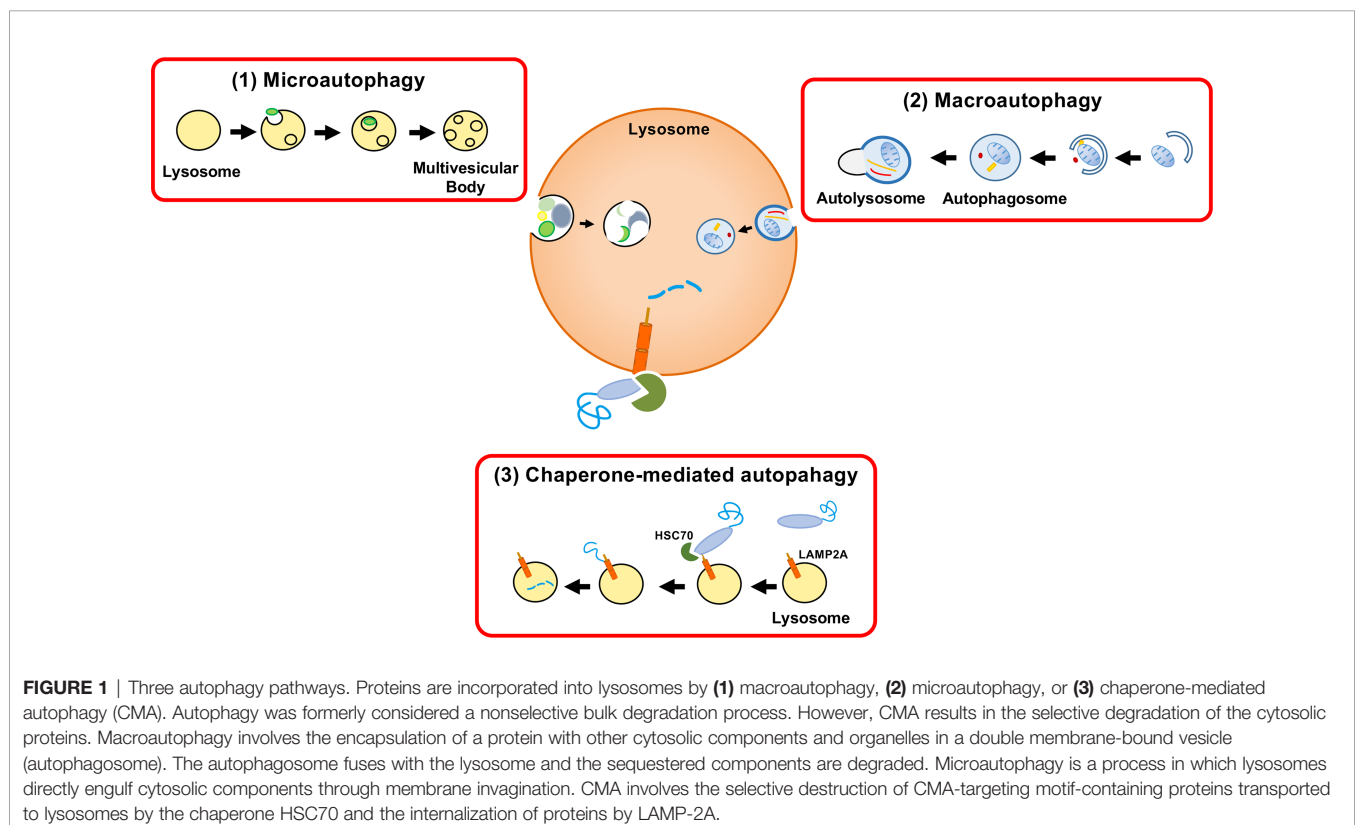 (1) Microautophagy
Lysosome
Multivesicular
Body
(2) Macroautophagy
Autolysosome
Autophagosome
Lysosome
(3) Chaperone-mediated autopahagy
HSC70
LAMP2A
Lysosome
FIGURE 1 | Three autophagy pathways. Proteins are incorporated into lysosomes by (1) macroautophagy, (2) microautophagy, or (3) chaperone-mediated
autophagy (CMA). Autophagy was formerly considered a nonselective bulk degradation process. However, CMA results in the selective degradation of the cytosolic
proteins. Macroautophagy involves the encapsulation of a protein with other cytosolic components and organelles in a double membrane-bound vesicle
(autophagosome). The autophagosome fuses with the lysosome and the sequestered components are degraded. Microautophagy is a process in which lysosomes
directly engulf cytosolic components through membrane invagination. CMA involves the selective destruction of CMA-targeting motif-containing proteins transported
to lysosomes by the chaperone HSC70 and the internalization of proteins by LAMP-2A.